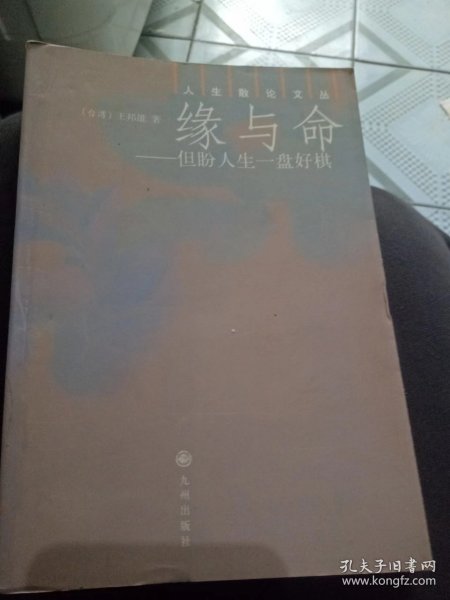 人生散论文丛
〔台湾〕王邦雄 著
缘与命
——但盼人生一盘好棋
九州出版社
孔夫子旧书网
www.kongfz.com